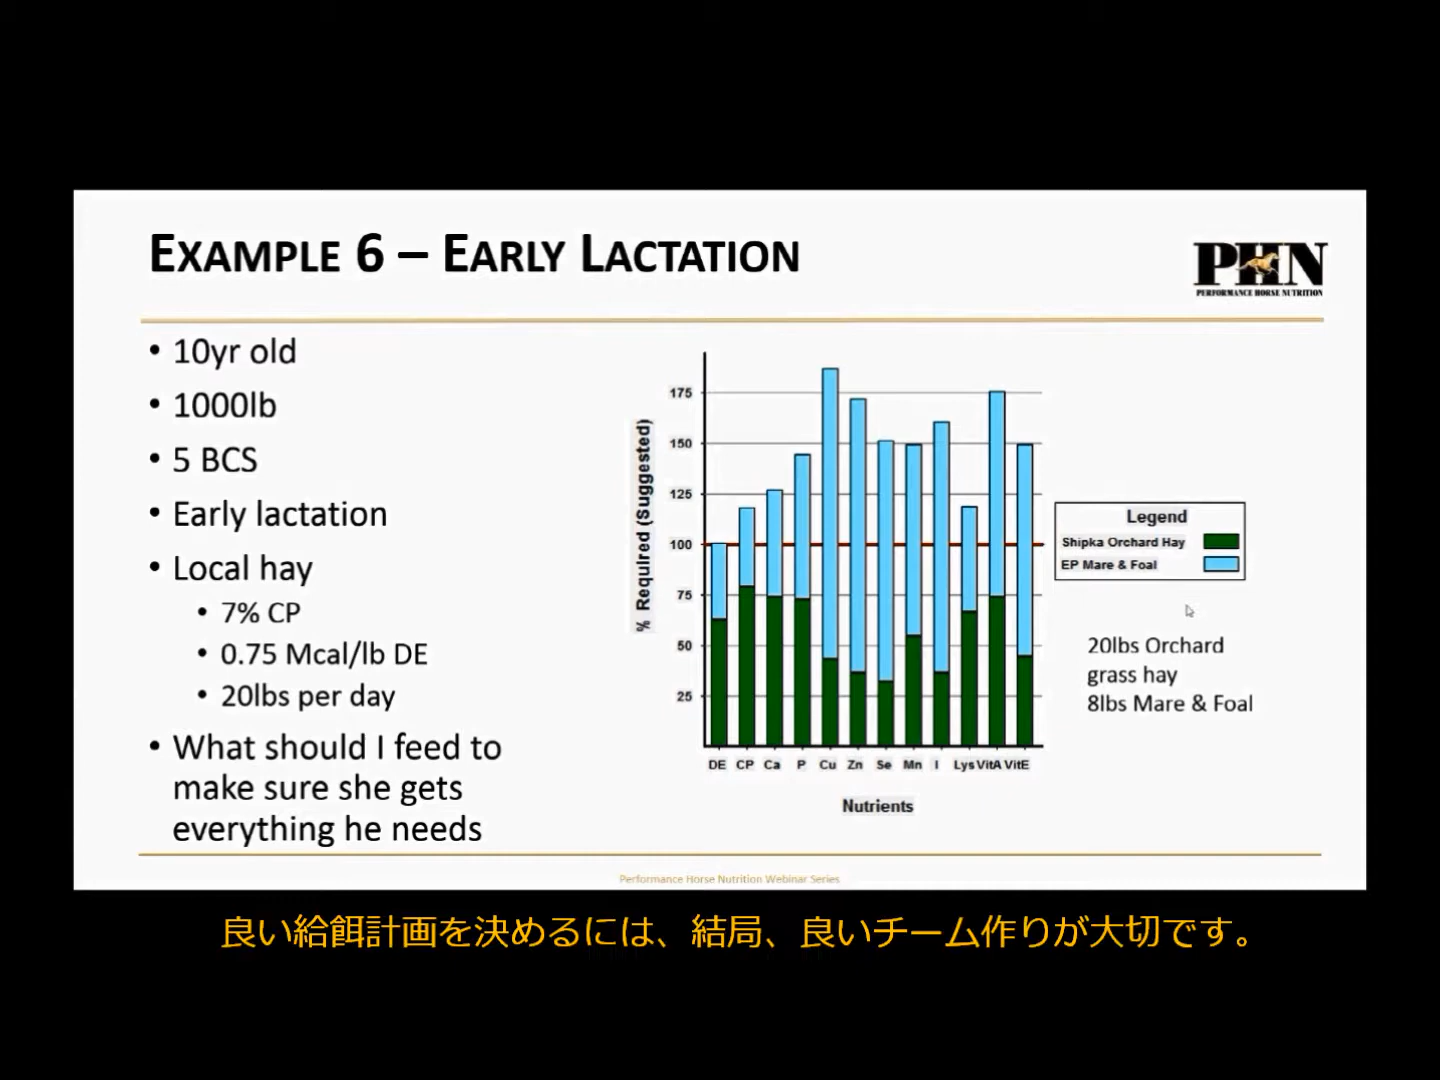 EXAMPLE 6 – EARLY LACTATION
PHN
PERFORMANCE HORSE NUTRITION
• 10yr old
• 1000lb
• 5 BCS
• Early lactation
• Local hay
• 7% CP
• 0.75 Mcal/lb DE
• 20lbs per day
• What should I feed to
make sure she gets
everything he needs
% Required (Suggested)
175
150
125
100
75
50
25
DE CP Ca P Cu Zn Se Mn I Lys VitA VitE
Nutrients
Legend
Shipka Orchard Hay
EP Mare & Foal
20lbs Orchard
grass hay
8lbs Mare & Foal
Performance Horse Nutrition Webinar Series
良い給餌計画を決めるには、結局、良いチーム作りが大切です。